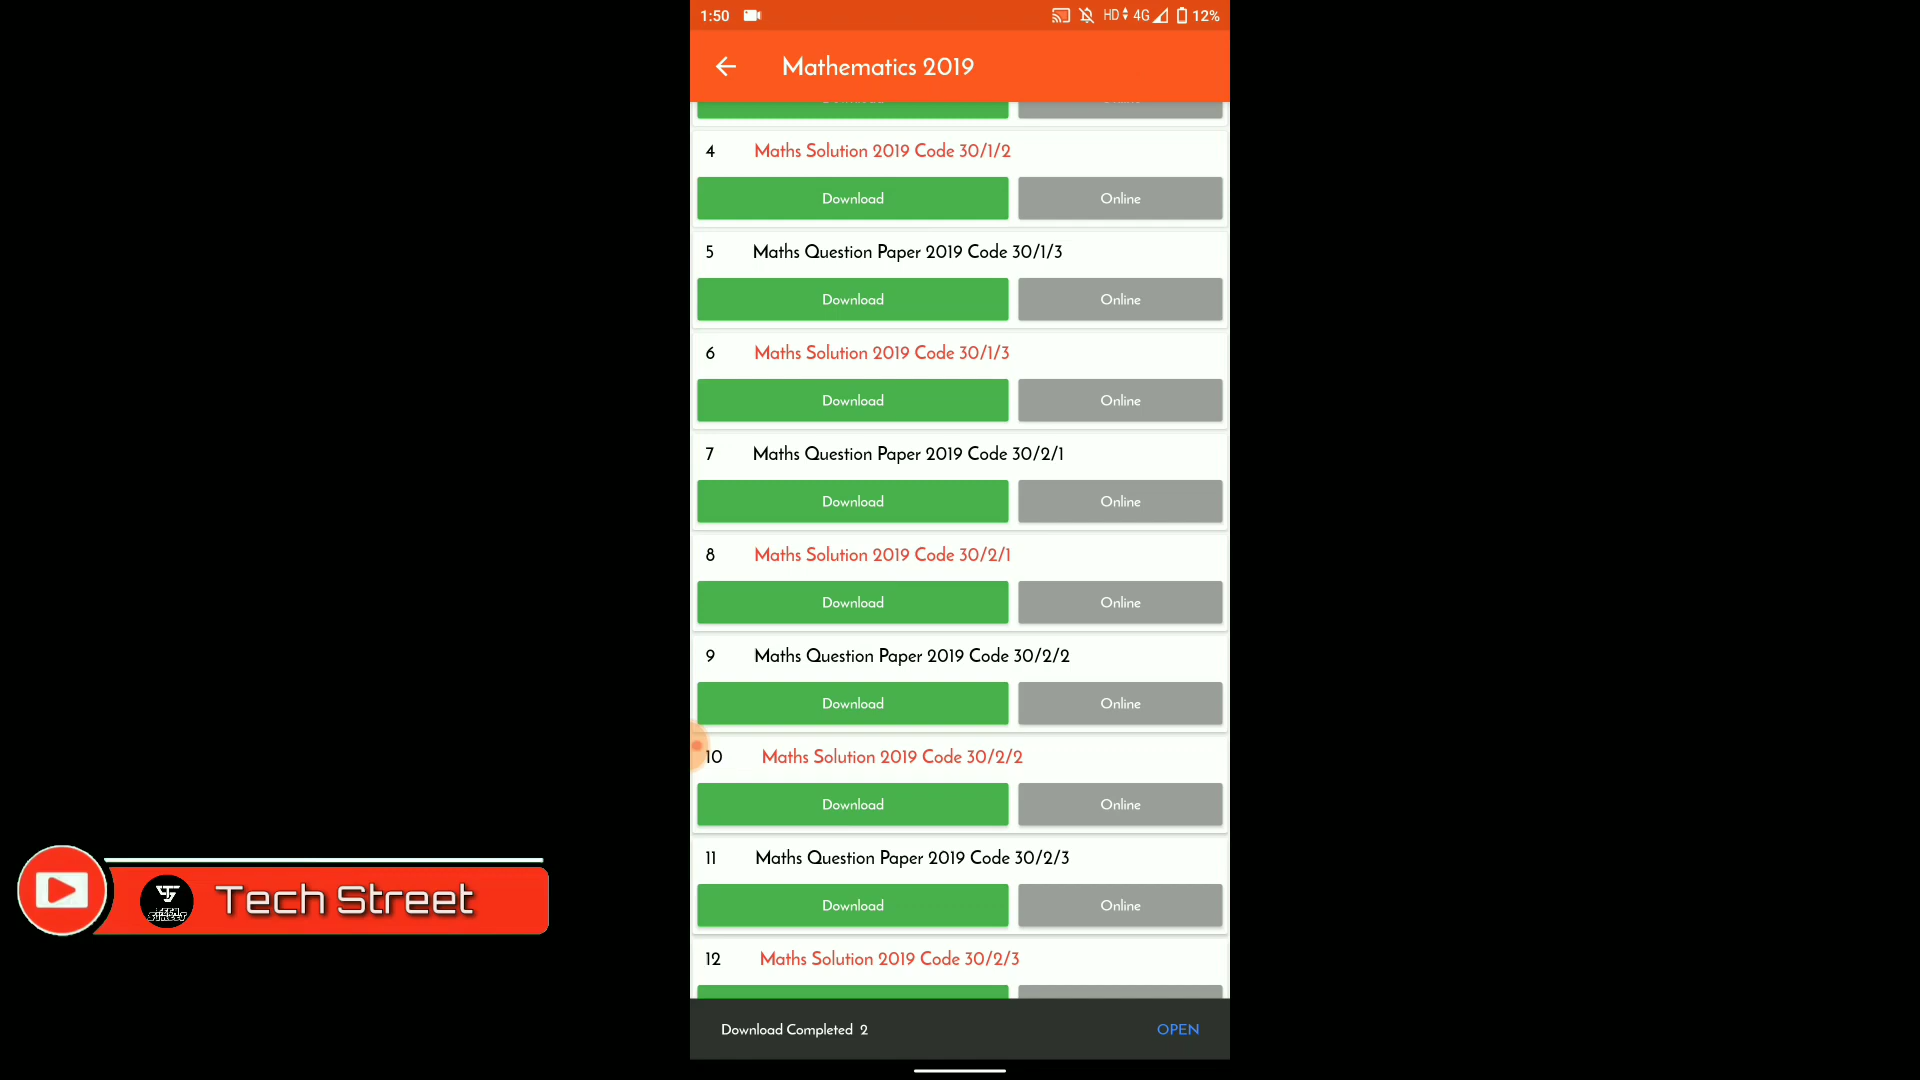 1:50 HD 4G 12%
Mathematics 2019
4 Maths Solution 2019 Code 30/1/2
Download Online
5 Maths Question Paper 2019 Code 30/1/3
Download Online
6 Maths Solution 2019 Code 30/1/3
Download Online
7 Maths Question Paper 2019 Code 30/2/1
Download Online
8 Maths Solution 2019 Code 30/2/1
Download Online
9 Maths Question Paper 2019 Code 30/2/2
Download Online
10 Maths Solution 2019 Code 30/2/2
Download Online
11 Maths Question Paper 2019 Code 30/2/3
Download Online
12 Maths Solution 2019 Code 30/2/3
Download Completed 2 OPEN
Tech Street